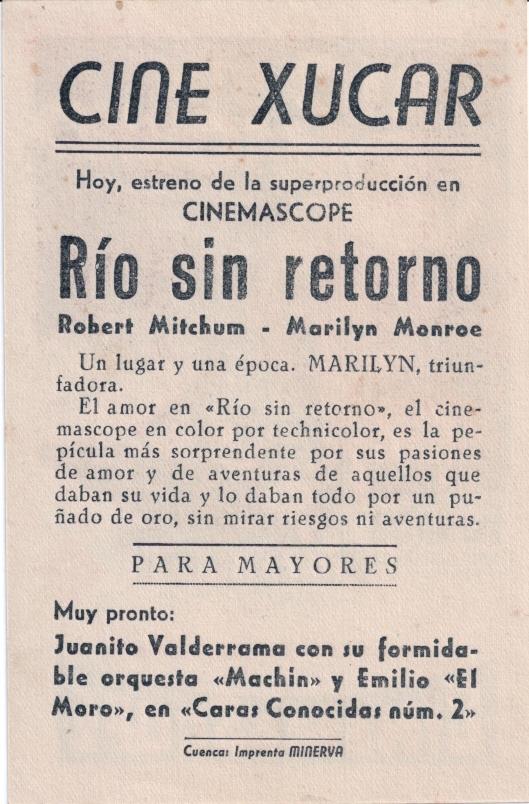 CINE XUCAR
Hoy, estreno de la superproducción en
CINEMASCOPE
Río sin retorno
Robert Mitchum - Marilyn Monroe
Un lugar y una época. MARILYN, triun-
fadora.
El amor en «Río sin retorno», el cine-
mascope en color por technicolor, es la pe-
pícula más sorprendente por sus pasiones
de amor y de aventuras de aquellos que
daban su vida y lo daban todo por un pu-
ñado de oro, sin mirar riesgos ni aventuras.
PARA MAYORES
Muy pronto:
Juanito Valderrama con su formida-
ble orquesta «Machín» y Emilio «El
Moro», en «Caras Conocidas núm. 2»
Cuenca: Imprenta MINERVA